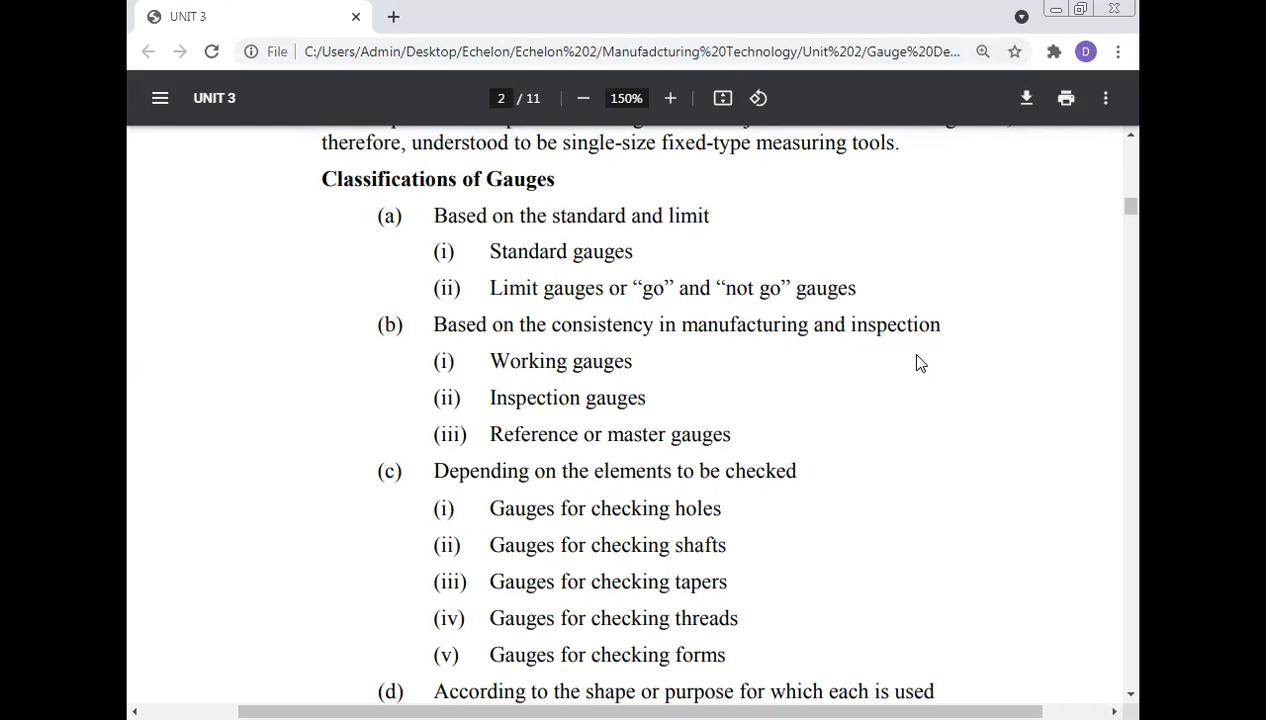 UNIT 3
File C:/Users/Admin/Desktop/Echelon/Echelon%202/Manufadcturing%20Technology/Unit%202/Gauge%20De... D
UNIT 3 2 / 11 150%
therefore, understood to be single-size fixed-type measuring tools.
Classifications of Gauges
(a) Based on the standard and limit
(i) Standard gauges
(ii) Limit gauges or “go” and “not go” gauges
(b) Based on the consistency in manufacturing and inspection
(i) Working gauges
(ii) Inspection gauges
(iii) Reference or master gauges
(c) Depending on the elements to be checked
(i) Gauges for checking holes
(ii) Gauges for checking shafts
(iii) Gauges for checking tapers
(iv) Gauges for checking threads
(v) Gauges for checking forms
(d) According to the shape or purpose for which each is used